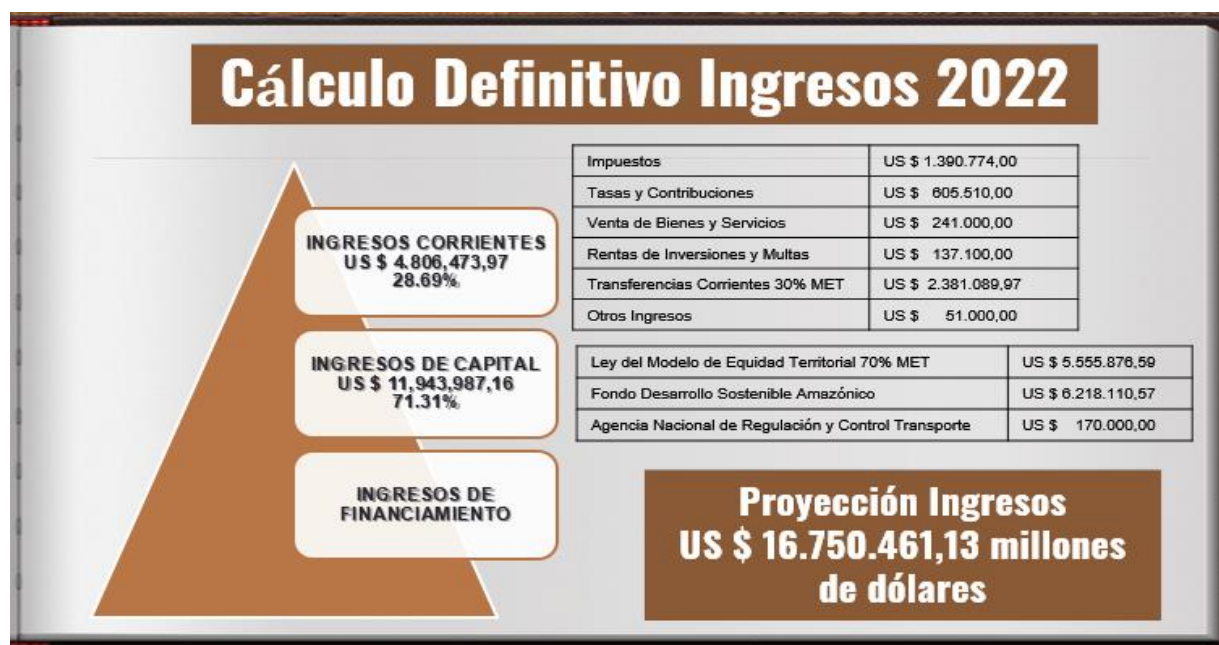 Cálculo Definitivo Ingresos 2022
INGRESOS CORRIENTES
US $ 4.806,473,97
28.69%
Impuestos US $ 1.390.774,00
Tasas y Contribuciones US $ 605.510,00
Venta de Bienes y Servicios US $ 241.000,00
Rentas de Inversiones y Multas US $ 137.100,00
Transferencias Corrientes 30% MET US $ 2.381.089,97
Otros Ingresos US $ 51.000,00
INGRESOS DE CAPITAL
US $ 11,943,987,16
71.31%
Ley del Modelo de Equidad Territorial 70% MET US $ 5.555.876,59
Fondo Desarrollo Sostenible Amazónico US $ 6.218.110,57
Agencia Nacional de Regulación y Control Transporte US $ 170.000,00
INGRESOS DE
FINANCIAMIENTO
Proyección Ingresos
US $ 16.750.461,13 millones
de dólares